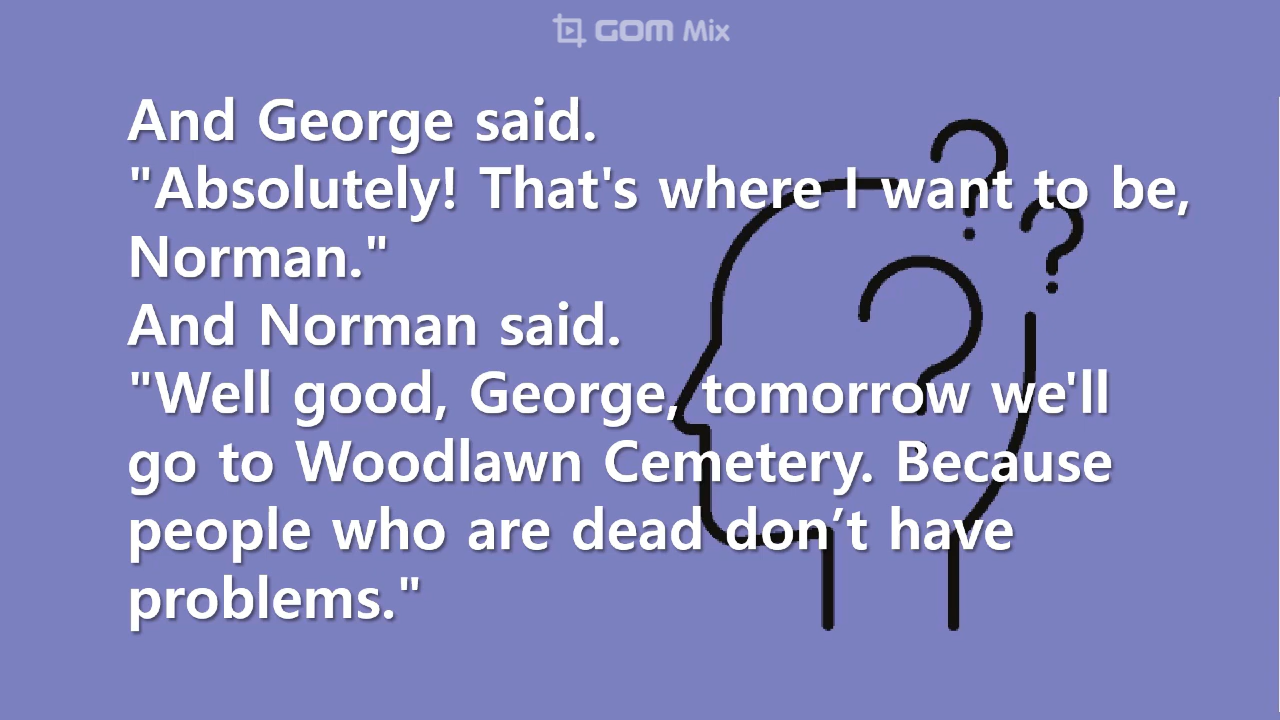 GOM Mix
And George said.
"Absolutely! That's where I want to be,
Norman."
And Norman said.
"Well good, George, tomorrow we'll
go to Woodlawn Cemetery. Because
people who are dead don’t have
problems."